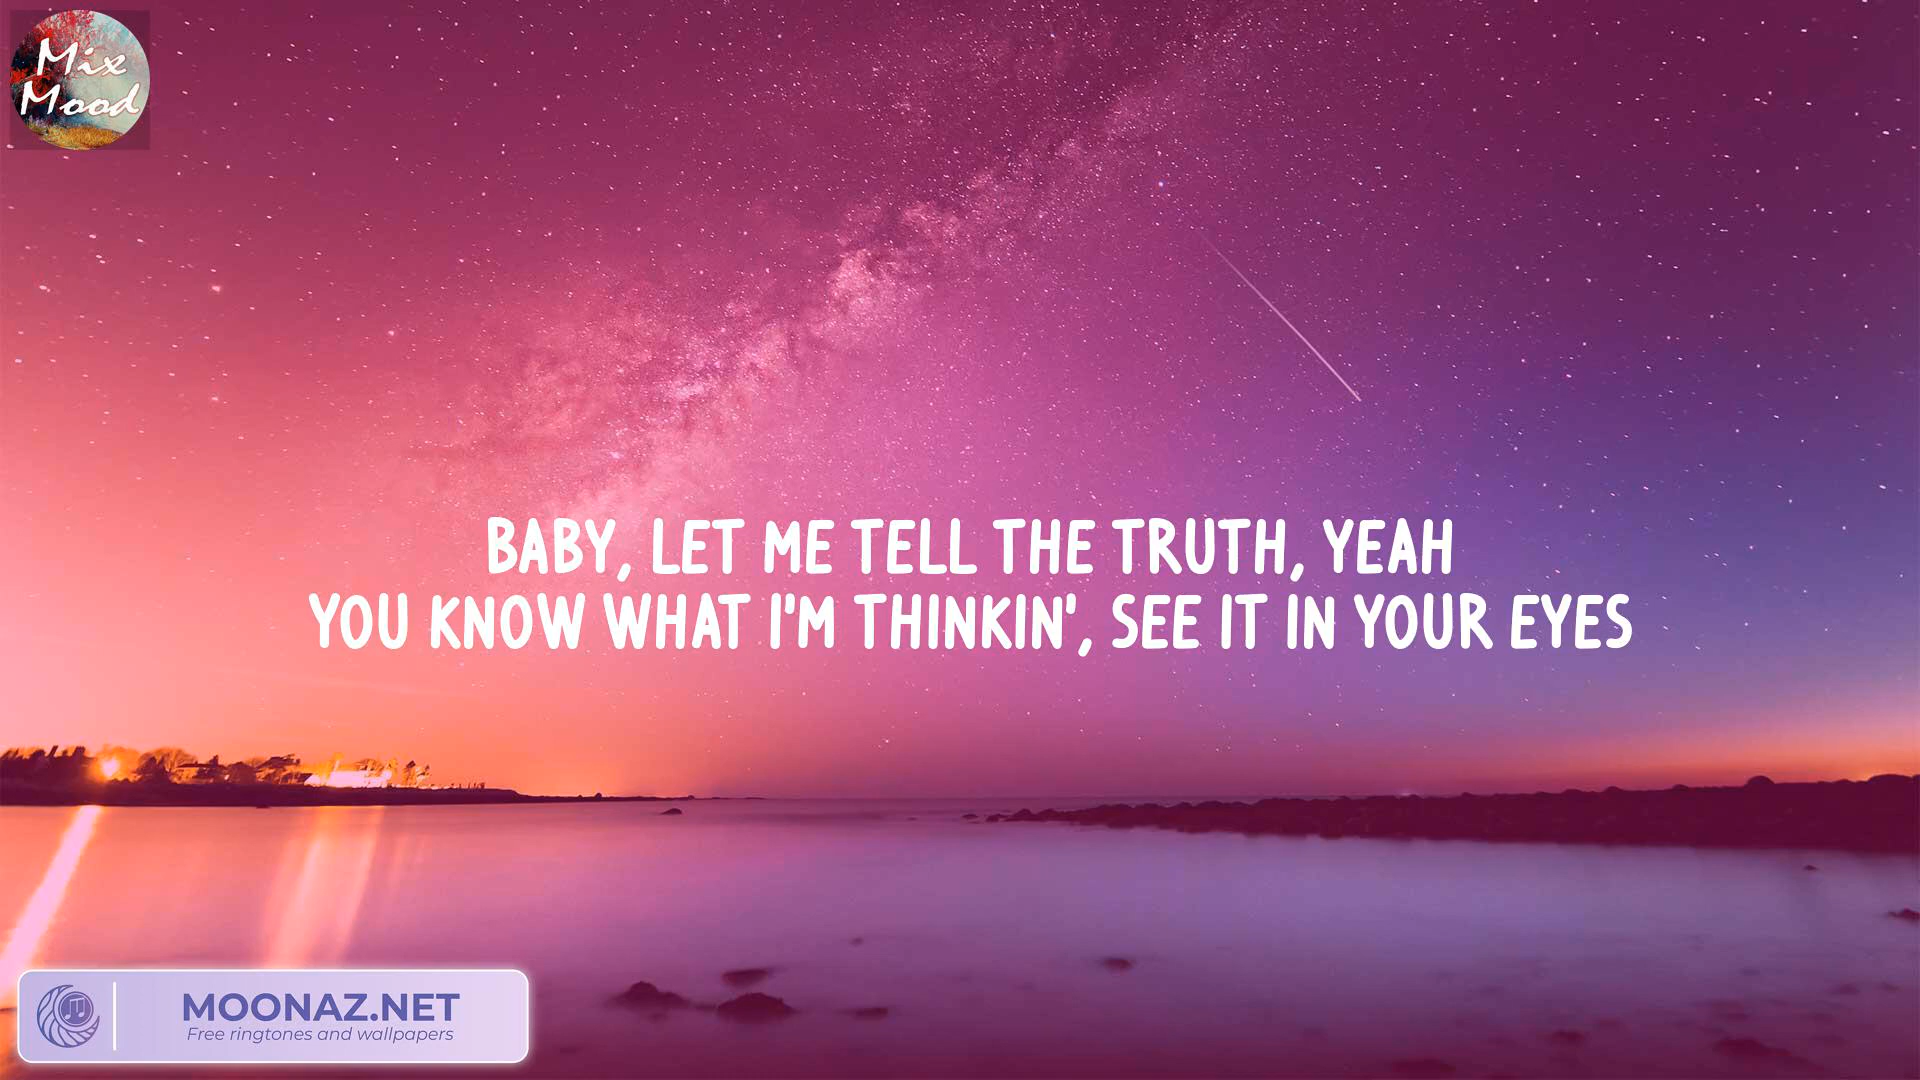 Mix
Mood
BABY, LET ME TELL THE TRUTH, YEAH
YOU KNOW WHAT I'M THINKIN', SEE IT IN YOUR EYES
MOONAZ.NET
Free ringtones and wallpapers